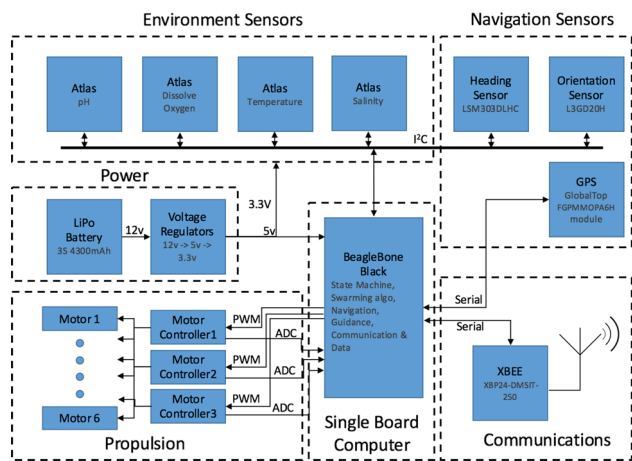 Environment Sensors
Navigation Sensors
Atlas
pH
Atlas
Dissolve
Oxygen
Atlas
Temperature
Atlas
Salinity
Heading
Sensor
LSM303DLHC
Orientation
Sensor
L3GD20H
I²C
Power
GPS
GlobalTop
FGPMMOPA6H
module
LiPo
Battery
3S 4300mAh
12v
Voltage
Regulators
12v -> 5v ->
3.3v
3.3V
5v
BeagleBone
Black
State Machine,
Swarming algo,
Navigation,
Guidance,
Communication &
Data
Serial
Serial
Motor 1
Motor 6
Motor
Controller1
Motor
Controller2
Motor
Controller3
PWM
ADC
PWM
ADC
PWM
ADC
XBEE
XBP24-DMSIT-
250
Propulsion
Single Board
Computer
Communications